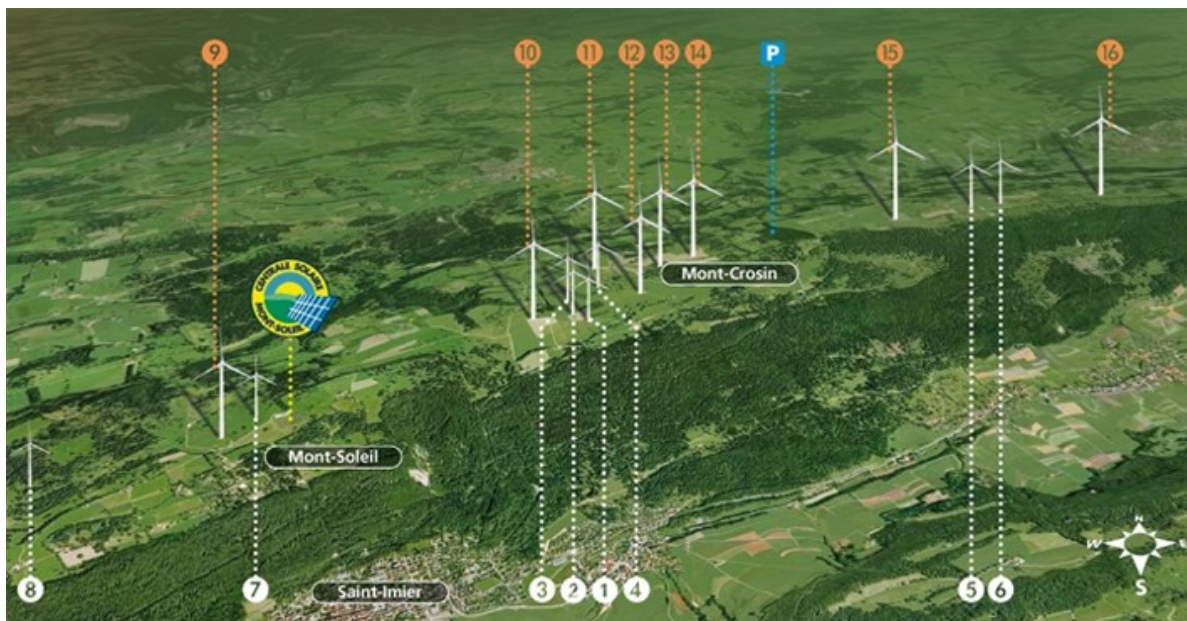 9
10
11
12
13
14
P
15
16
CENTRALE SOLAIRE
MONT-SOLEIL
Mont-Crosin
Mont-Soleil
N
W
S
8
7
Saint-Imier
3
2
1
4
5
6